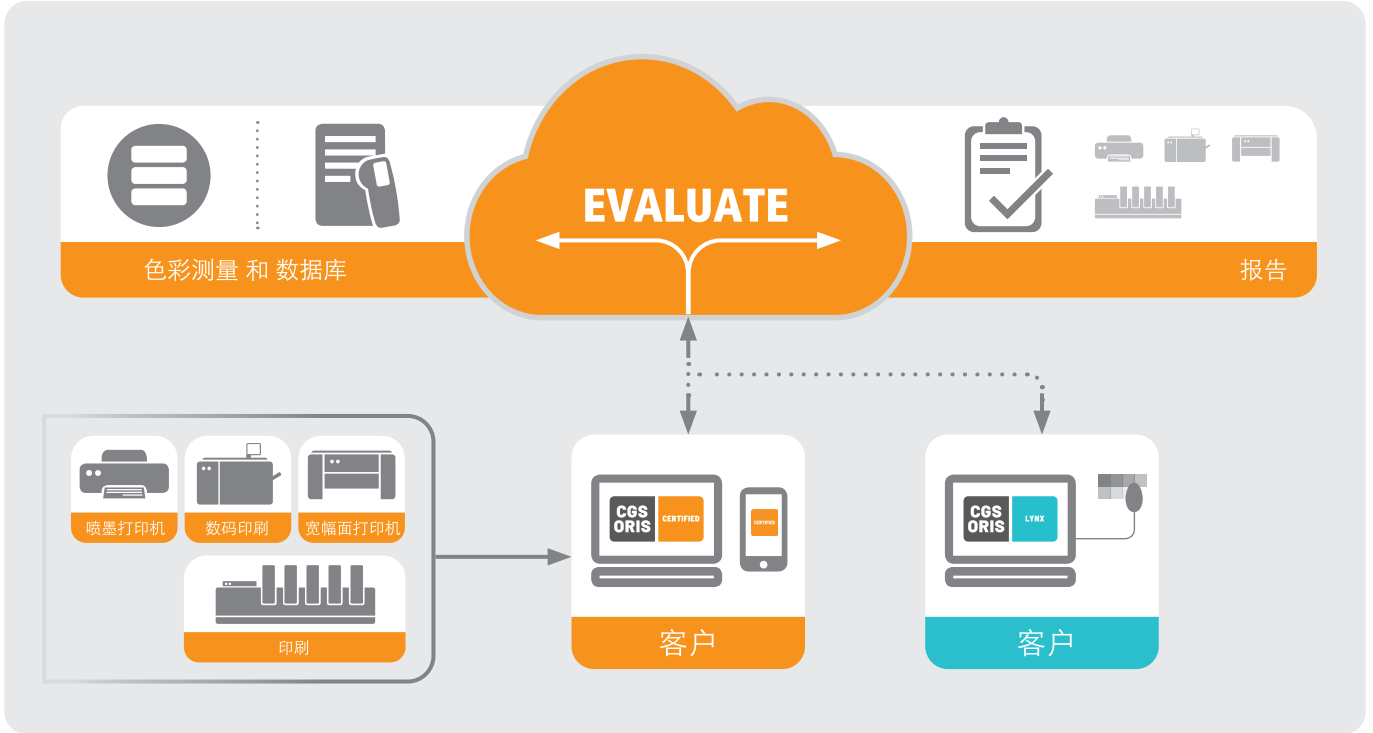 EVALUATE
色彩测量 和 数据库
报告
喷墨打印机
数码印刷
宽幅面打印机
印刷
CGS
ORIS
CERTIFIED
CERTIFIED
客户
CGS
ORIS
LYNX
客户